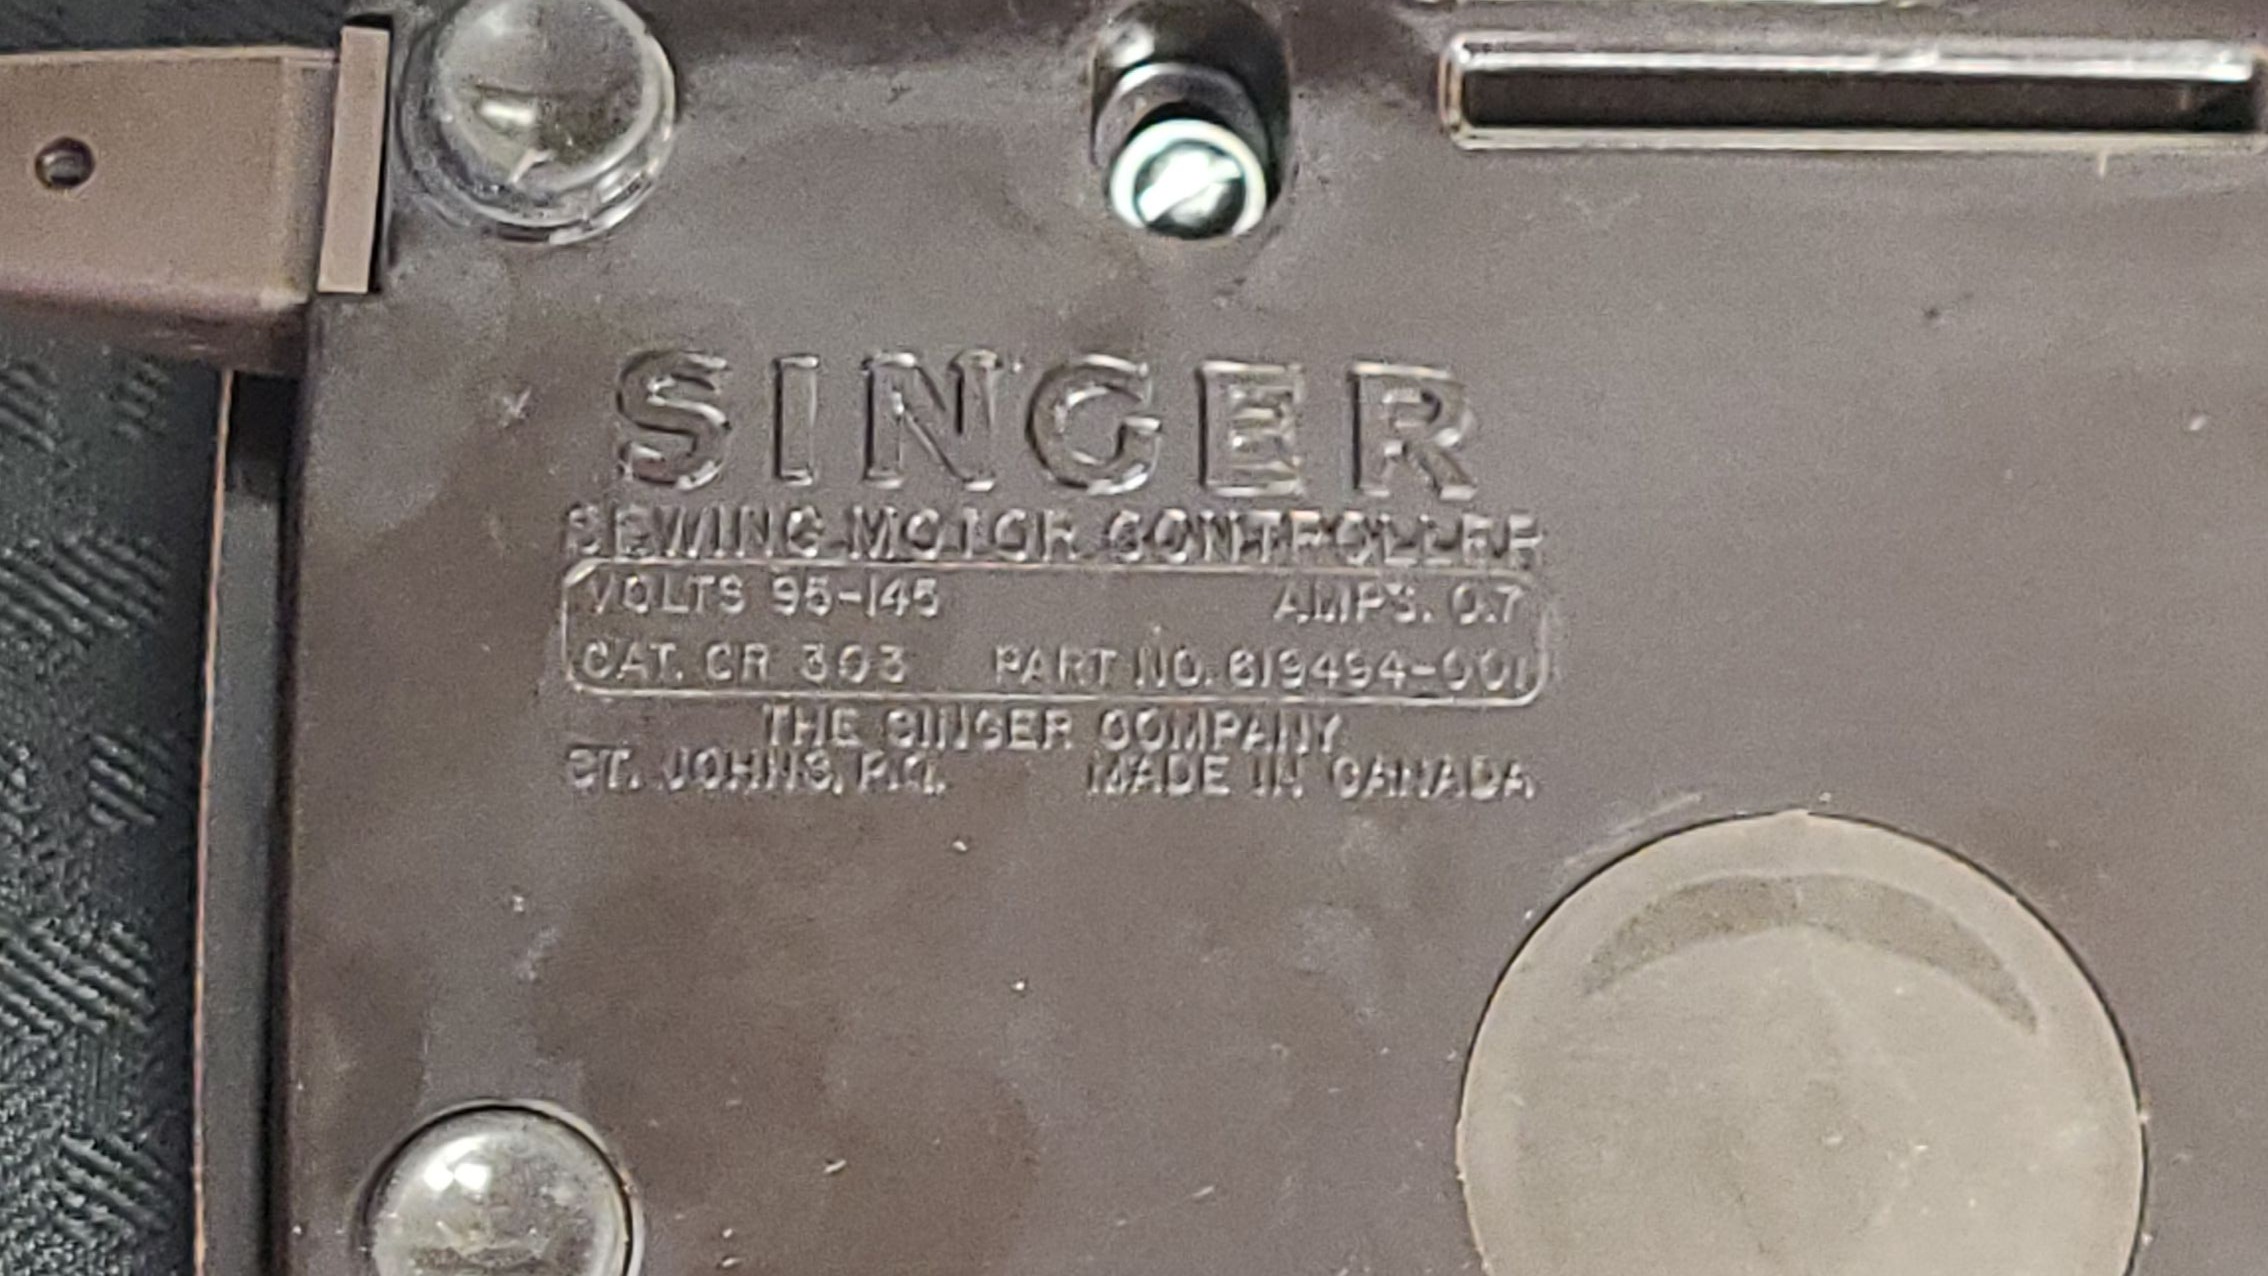 SINGER
SEWING MOTOR CONTROLLER
VOLTS 95-145 AMPS. 0.7
CAT. CR 303 PART NO. 619494-001
THE SINGER COMPANY
ST. JOHNS, P.Q. MADE IN CANADA